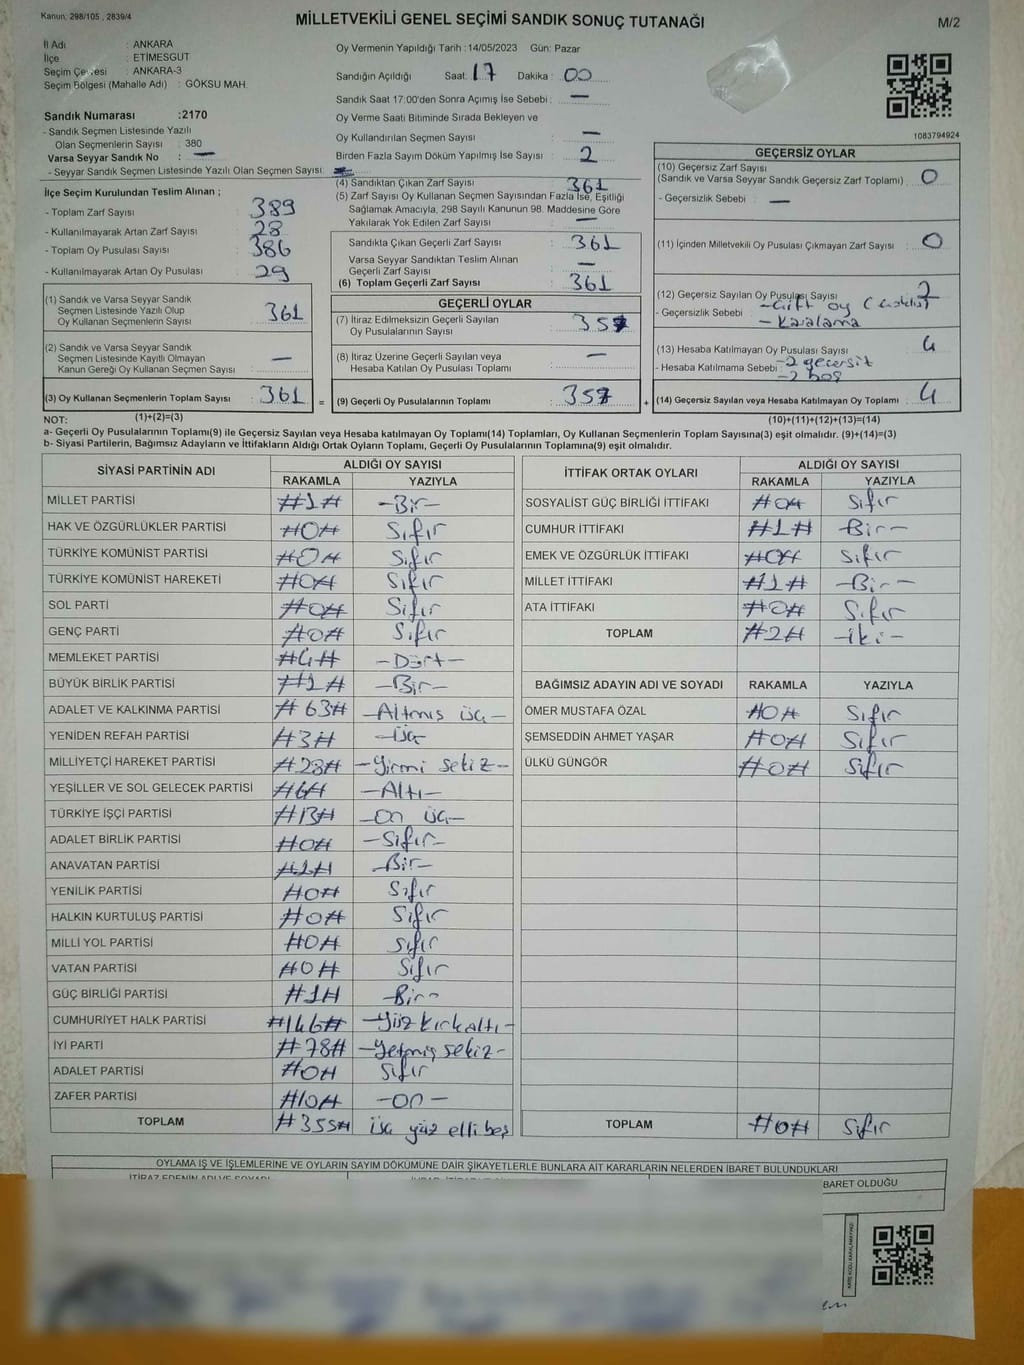 Kanun, 298/105 , 2839/4
MİLLETVEKİLİ GENEL SEÇİMİ SANDIK SONUÇ TUTANAĞI
M/2
İl Adı : ANKARA
İlçe : ETİMESGUT
Seçim Çevresi : ANKARA-3
Seçim Bölgesi (Mahalle Adı) : GÖKSU MAH.
Sandık Numarası :2170
- Sandık Seçmen Listesinde Yazılı
Olan Seçmenlerin Sayısı : 380
Varsa Seyyar Sandık No : —
- Seyyar Sandık Seçmen Listesinde Yazılı Olan Seçmen Sayısı:
Oy Vermenin Yapıldığı Tarih : 14/05/2023 Gün: Pazar
Sandığın Açıldığı Saat: 17 Dakika : 00
Sandık Saat 17:00'den Sonra Açımış İse Sebebi : —
Oy Verme Saati Bitiminde Sırada Bekleyen ve
Oy Kullandırılan Seçmen Sayısı : —
Birden Fazla Sayım Döküm Yapılmış İse Sayısı : 2
1083794924
İlçe Seçim Kurulundan Teslim Alınan ;
- Toplam Zarf Sayısı : 389
- Kullanılmayarak Artan Zarf Sayısı : 28
- Toplam Oy Pusulası Sayısı : 386
- Kullanılmayarak Artan Oy Pusulası : 29
(1) Sandık ve Varsa Seyyar Sandık
Seçmen Listesinde Yazılı Olup
Oy Kullanan Seçmenlerin Sayısı : 361
(2) Sandık ve Varsa Seyyar Sandık
Seçmen Listesinde Kayıtlı Olmayan
Kanun Gereği Oy Kullanan Seçmen Sayısı : —
(3) Oy Kullanan Seçmenlerin Toplam Sayısı : 361 =
(1)+(2)=(3)
(4) Sandıktan Çıkan Zarf Sayısı : 361
(5) Zarf Sayısı Oy Kullanan Seçmen Sayısından Fazla İse, Eşitliği
Sağlamak Amacıyla, 298 Sayılı Kanunun 98. Maddesine Göre
Yakılarak Yok Edilen Zarf Sayısı : —
Sandıkta Çıkan Geçerli Zarf Sayısı : 361
Varsa Seyyar Sandıktan Teslim Alınan
Geçerli Zarf Sayısı : —
(6) Toplam Geçerli Zarf Sayısı : 361
GEÇERLİ OYLAR
(7) İtiraz Edilmeksizin Geçerli Sayılan
Oy Pusulalarının Sayısı : 357
(8) İtiraz Üzerine Geçerli Sayılan veya
Hesaba Katılan Oy Pusulası Toplamı : —
(9) Geçerli Oy Pusulalarının Toplamı : 357 +
GEÇERSİZ OYLAR
(10) Geçersiz Zarf Sayısı
(Sandık ve Varsa Seyyar Sandık Geçersiz Zarf Toplamı) : 0
- Geçersizlik Sebebi : —
(11) İçinden Milletvekili Oy Pusulası Çıkmayan Zarf Sayısı : 0
(12) Geçersiz Sayılan Oy Pusulası Sayısı
- Geçersizlik Sebebi : - Çift oy
- Karalama
(13) Hesaba Katılmayan Oy Pusulası Sayısı : 4
- Hesaba Katılmama Sebebi : -2 geçersiz
-2 boş
(14) Geçersiz Sayılan veya Hesaba Katılmayan Oy Toplamı : 4
(10)+(11)+(12)+(13)=(14)
NOT:
a- Geçerli Oy Pusulalarının Toplamı(9) ile Geçersiz Sayılan veya Hesaba katılmayan Oy Toplamı(14) Toplamları, Oy Kullanan Seçmenlerin Toplam Sayısına(3) eşit olmalıdır. (9)+(14)=(3)
b- Siyasi Partilerin, Bağımsız Adayların ve İttifakların Aldığı Ortak Oyların Toplamı, Geçerli Oy Pusulalarının Toplamına(9) eşit olmalıdır.
SİYASİ PARTİNİN ADI ALDIĞI OY SAYISI
RAKAMLA YAZIYLA
MİLLET PARTİSİ #1# -Bir-
HAK VE ÖZGÜRLÜKLER PARTİSİ #0# Sıfır
TÜRKİYE KOMÜNİST PARTİSİ #0# Sıfır
TÜRKİYE KOMÜNİST HAREKETİ #0# Sıfır
SOL PARTİ #0# Sıfır
GENÇ PARTİ #0# Sıfır
MEMLEKET PARTİSİ #4# -Dört-
BÜYÜK BİRLİK PARTİSİ #1# -Bir-
ADALET VE KALKINMA PARTİSİ #63# -Altmış üç-
YENİDEN REFAH PARTİSİ #3# -üç
MİLLİYETÇİ HAREKET PARTİSİ #28# -Yirmi sekiz-
YEŞİLLER VE SOL GELECEK PARTİSİ #6# -Altı-
TÜRKİYE İŞÇİ PARTİSİ #13# -On üç-
ADALET BİRLİK PARTİSİ #0# -Sıfır-
ANAVATAN PARTİSİ #1# -Bir-
YENİLİK PARTİSİ #0# Sıfır
HALKIN KURTULUŞ PARTİSİ #0# Sıfır
MİLLİ YOL PARTİSİ #0# Sıfır
VATAN PARTİSİ #0# Sıfır
GÜÇ BİRLİĞİ PARTİSİ #1# -Bir-
CUMHURİYET HALK PARTİSİ #146# -Yüz kırkaltı-
İYİ PARTİ #78# -Yetmiş sekiz-
ADALET PARTİSİ #0# Sıfır
ZAFER PARTİSİ #10# -On-
TOPLAM #355# üç yüz elli beş
İTTİFAK ORTAK OYLARI ALDIĞI OY SAYISI
RAKAMLA YAZIYLA
SOSYALİST GÜÇ BİRLİĞİ İTTİFAKI #0# Sıfır
CUMHUR İTTİFAKI #1# -Bir-
EMEK VE ÖZGÜRLÜK İTTİFAKI #0# Sıfır
MİLLET İTTİFAKI #1# -Bir-
ATA İTTİFAKI #0# Sıfır
TOPLAM #2# -iki-
BAĞIMSIZ ADAYIN ADI VE SOYADI RAKAMLA YAZIYLA
ÖMER MUSTAFA ÖZAL #0# Sıfır
ŞEMSEDDİN AHMET YAŞAR #0# Sıfır
ÜLKÜ GÜNGÖR #0# Sıfır
TOPLAM #0# Sıfır
OYLAMA İŞ VE İŞLEMLERİNE VE OYLARIN SAYIM DÖKÜMÜNE DAİR ŞİKAYETLERLE BUNLARA AİT KARARLARIN NELERDEN İBARET BULUNDUKLARI
İTİRAZ EDENİN ADI VE SOYADI
BARET OLDUĞU